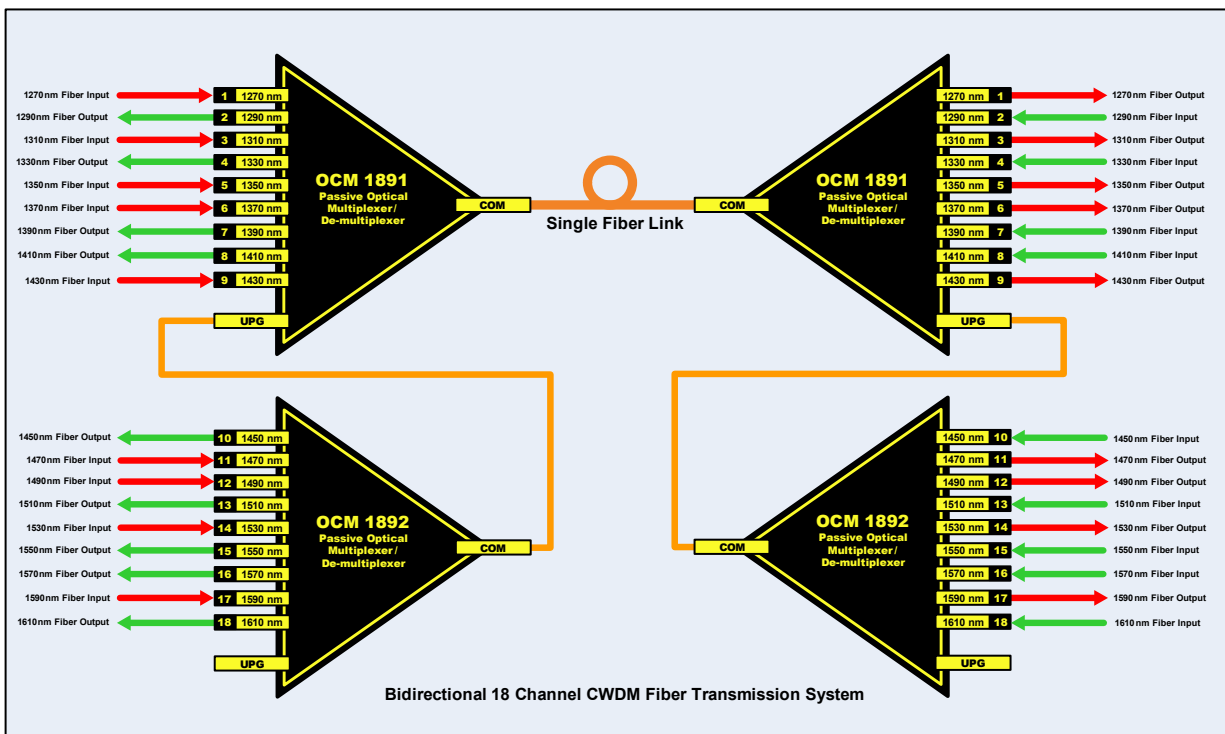 1270nm Fiber Input
1290nm Fiber Output
1310nm Fiber Input
1330nm Fiber Output
1350nm Fiber Input
1370nm Fiber Input
1390nm Fiber Output
1410nm Fiber Output
1430nm Fiber Input
1 1270 nm
2 1290 nm
3 1310 nm
4 1330 nm
5 1350 nm
6 1370 nm
7 1390 nm
8 1410 nm
9 1430 nm
UPG
OCM 1891
Passive Optical
Multiplexer/
De-multiplexer
COM
Single Fiber Link
COM
OCM 1891
Passive Optical
Multiplexer/
De-multiplexer
1270 nm 1
1290 nm 2
1310 nm 3
1330 nm 4
1350 nm 5
1370 nm 6
1390 nm 7
1410 nm 8
1430 nm 9
UPG
1270nm Fiber Output
1290nm Fiber Input
1310nm Fiber Output
1330nm Fiber Input
1350nm Fiber Output
1370nm Fiber Output
1390nm Fiber Input
1410nm Fiber Input
1430nm Fiber Output
1450nm Fiber Output
1470nm Fiber Input
1490nm Fiber Input
1510nm Fiber Output
1530nm Fiber Input
1550nm Fiber Output
1570nm Fiber Output
1590nm Fiber Input
1610nm Fiber Output
10 1450 nm
11 1470 nm
12 1490 nm
13 1510 nm
14 1530 nm
15 1550 nm
16 1570 nm
17 1590 nm
18 1610 nm
UPG
OCM 1892
Passive Optical
Multiplexer/
De-multiplexer
COM
COM
OCM 1892
Passive Optical
Multiplexer/
De-multiplexer
1450 nm 10
1470 nm 11
1490 nm 12
1510 nm 13
1530 nm 14
1550 nm 15
1570 nm 16
1590 nm 17
1610 nm 18
UPG
1450nm Fiber Input
1470nm Fiber Output
1490nm Fiber Output
1510nm Fiber Input
1530nm Fiber Output
1550nm Fiber Input
1570nm Fiber Input
1590nm Fiber Output
1610nm Fiber Input
Bidirectional 18 Channel CWDM Fiber Transmission System